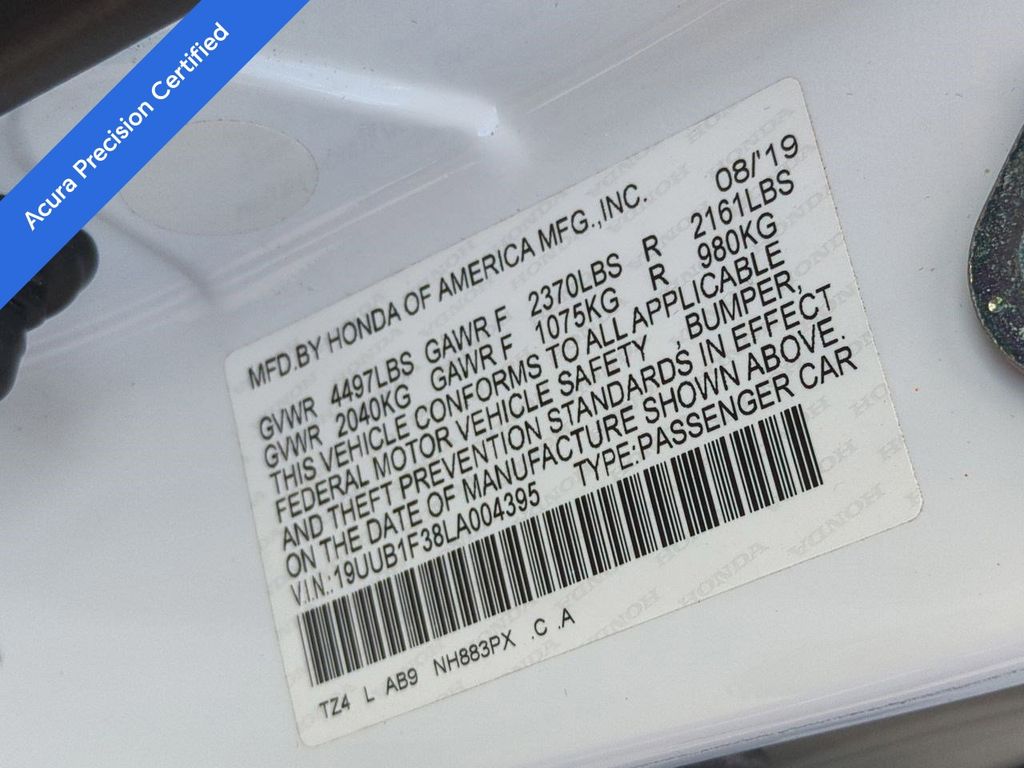 Acura Precision Certified
MFD.BY HONDA OF AMERICA MFG.,INC. 08/'19
GVWR 4497LBS GAWR F 2370LBS R 2161LBS
GVWR 2040KG GAWR F 1075KG R 980KG
THIS VEHICLE CONFORMS TO ALL APPLICABLE
FEDERAL MOTOR VEHICLE SAFETY , BUMPER,
AND THEFT PREVENTION STANDARDS IN EFFECT
ON THE DATE OF MANUFACTURE SHOWN ABOVE.
V.I.N.:19UUB1F38LA004395 TYPE:PASSENGER CAR
TZ4 L AB9 NH883PX .C .A